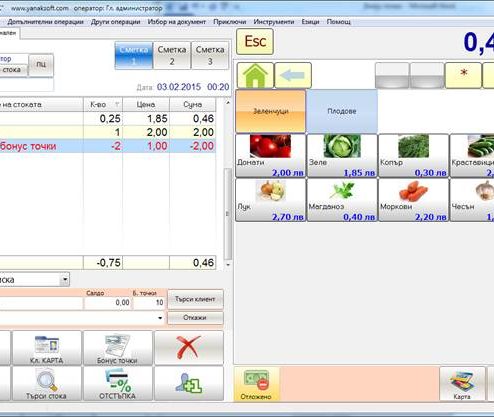 С" www.yanaksoft.com оператор: Гл. администратор
Допълнителни операции Други операции Избор на документ Приключи Инструменти Езици Помощ
Сметка 1 Сметка 2 Сметка 3
стока ПЦ
Дата: 03.02.2015 00:20
е на стоката К-во Цена Сума
0,25 1,85 0,46
1 2,00 2,00
бонус точки -2 1,00 -2,00
-0,75 0,46
ска
Салдо Б. точки
0,00 10
Търси клиент
Откажи
Кл. КАРТА Бонус точки
Търси стока ОТСТЪПКА
+1
Esc 0,4
*
Зеленчуци Плодове
Домати Зеле Копър Краставици
2,00 лв 1,85 лв 0,30 лв 2,
Лук Магданоз Моркови Чесън
2,70 лв 0,40 лв 2,20 лв 1,
Отложено Карта